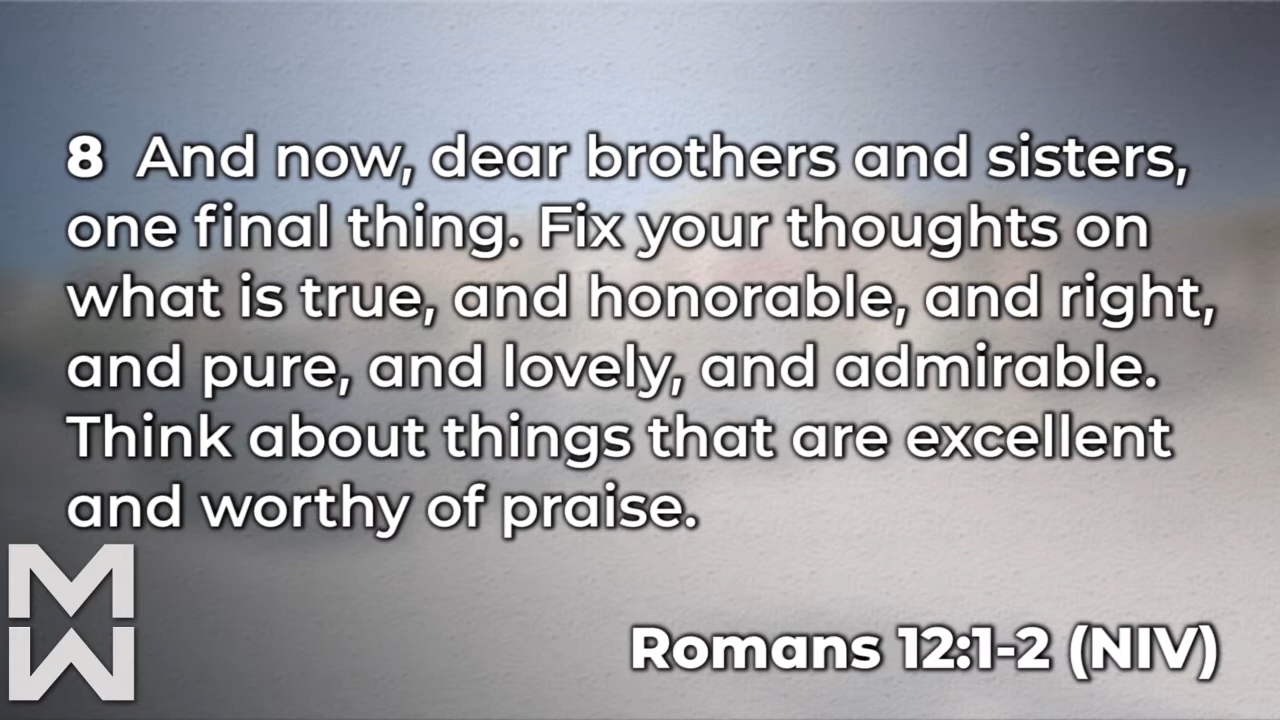 8 And now, dear brothers and sisters,
one final thing. Fix your thoughts on
what is true, and honorable, and right,
and pure, and lovely, and admirable.
Think about things that are excellent
and worthy of praise.
M
W
Romans 12:1-2 (NIV)